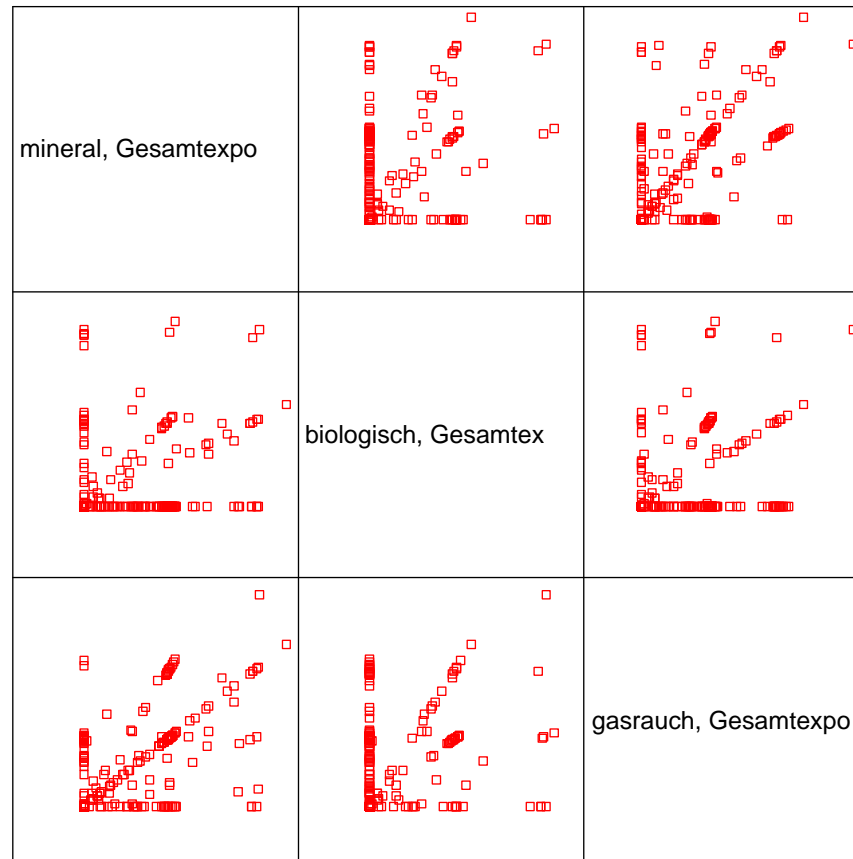 mineral, Gesamtexpo
biologisch, Gesamtex
gasrauch, Gesamtexpo